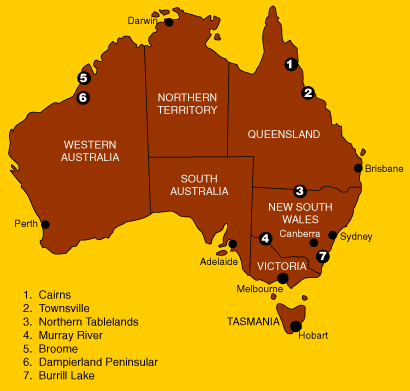 Darwin
1
5
2
6
NORTHERN
TERRITORY
QUEENSLAND
WESTERN
AUSTRALIA
Brisbane
SOUTH
AUSTRALIA
3
NEW SOUTH
WALES
Perth
4
Canberra
Sydney
Adelaide
7
VICTORIA
Melbourne
TASMANIA
Hobart
1. Cairns
2. Townsville
3. Northern Tablelands
4. Murray River
5. Broome
6. Dampierland Peninsular
7. Burrill Lake